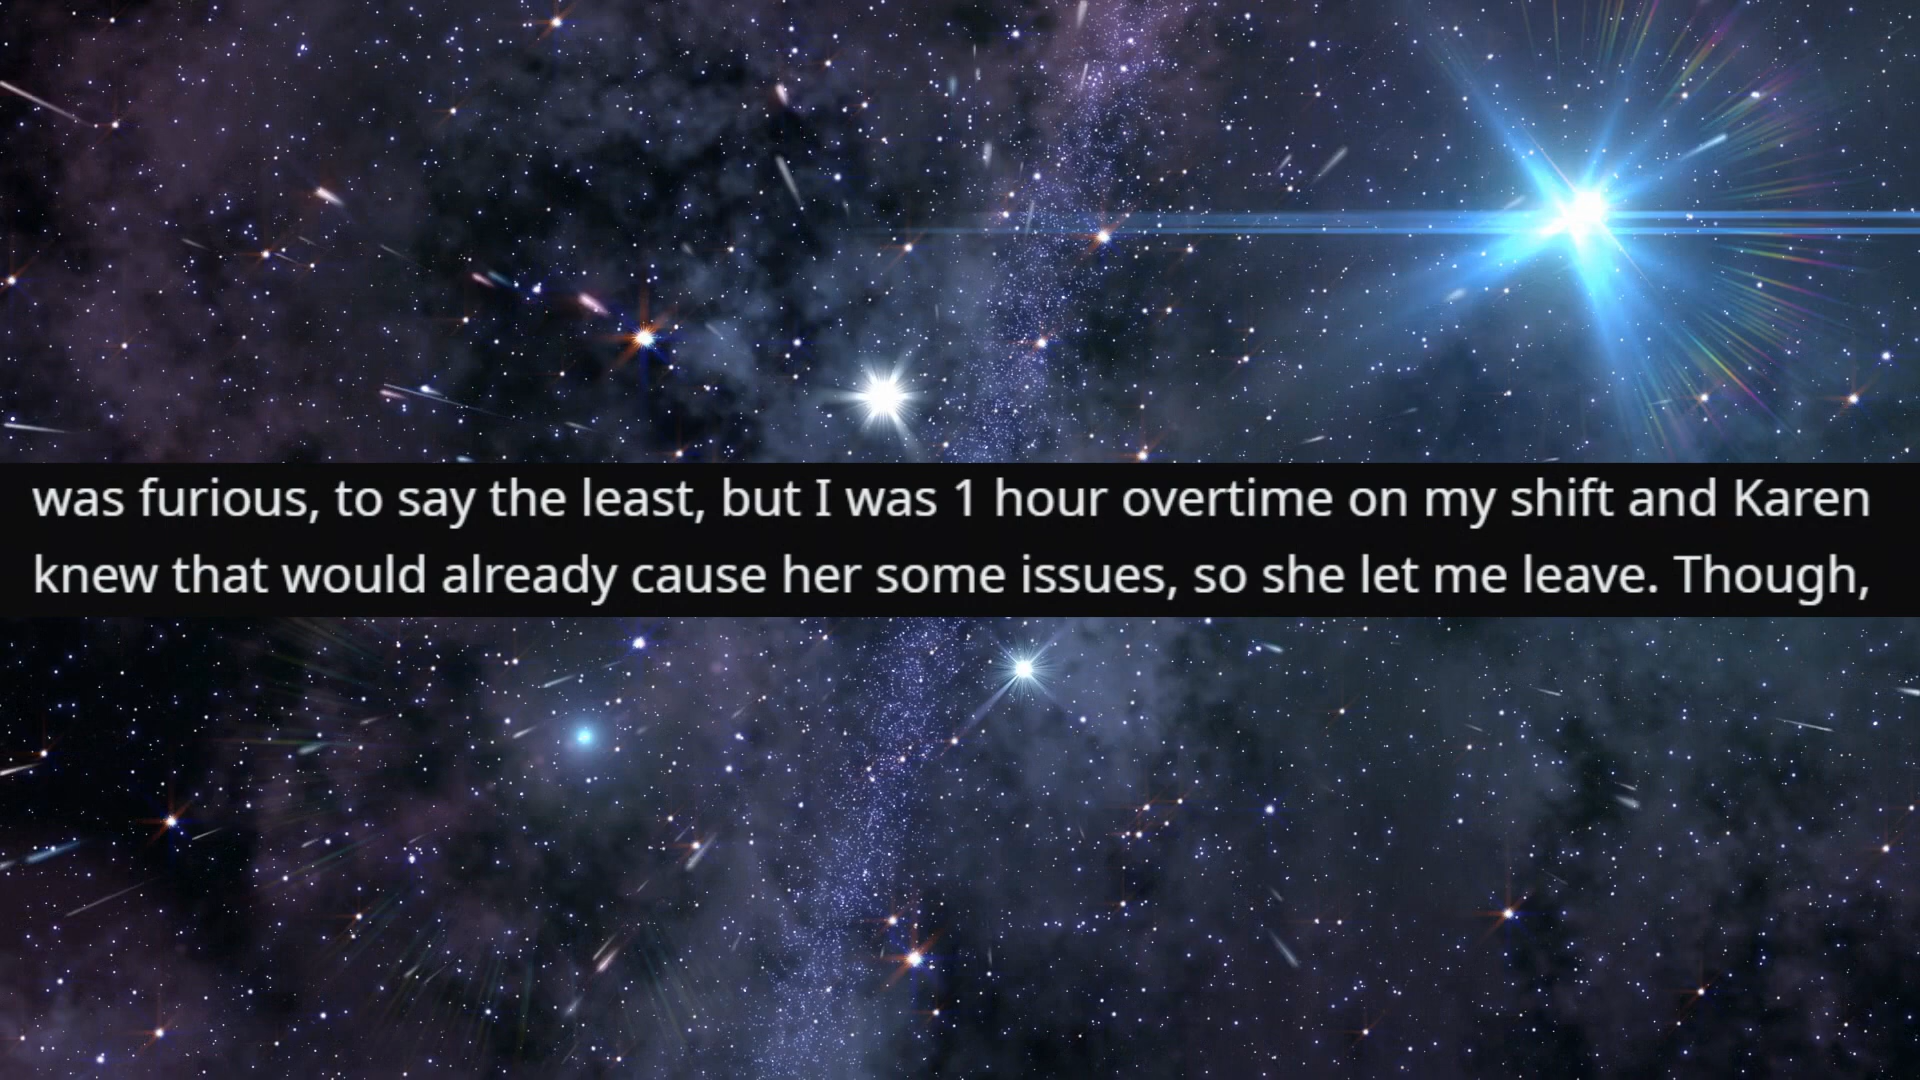 was furious, to say the least, but I was 1 hour overtime on my shift and Karen
knew that would already cause her some issues, so she let me leave. Though,